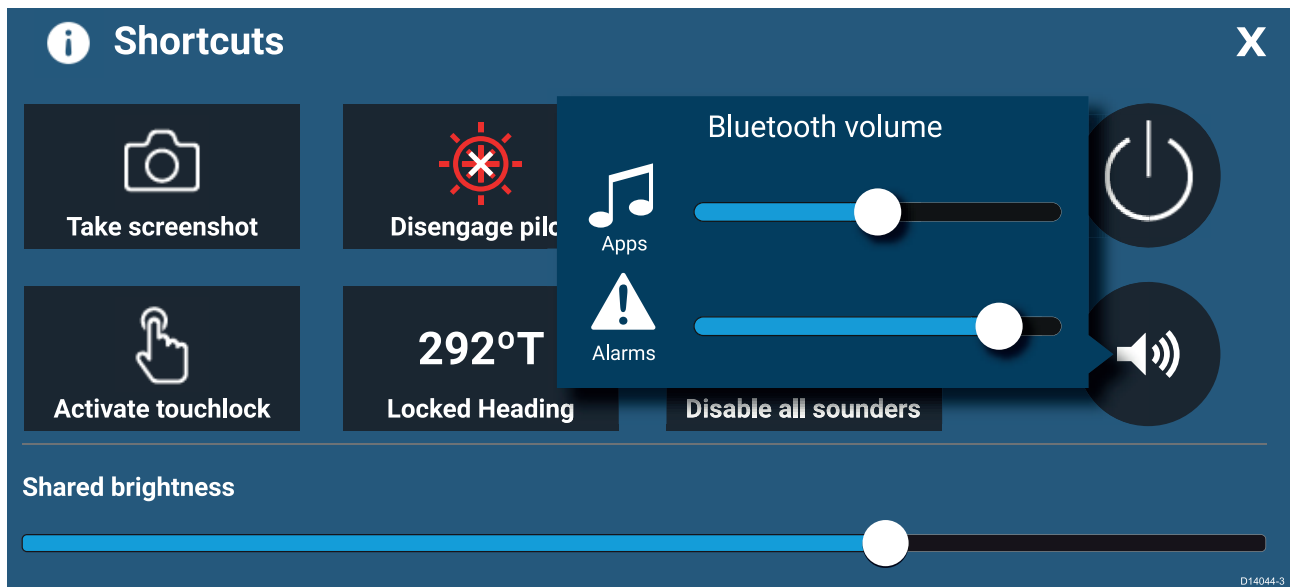 Shortcuts
X
Bluetooth volume
Take screenshot
Disengage pilo
Apps
292°T
Alarms
Activate touchlock
Locked Heading
Disable all sounders
Shared brightness
D14044-3